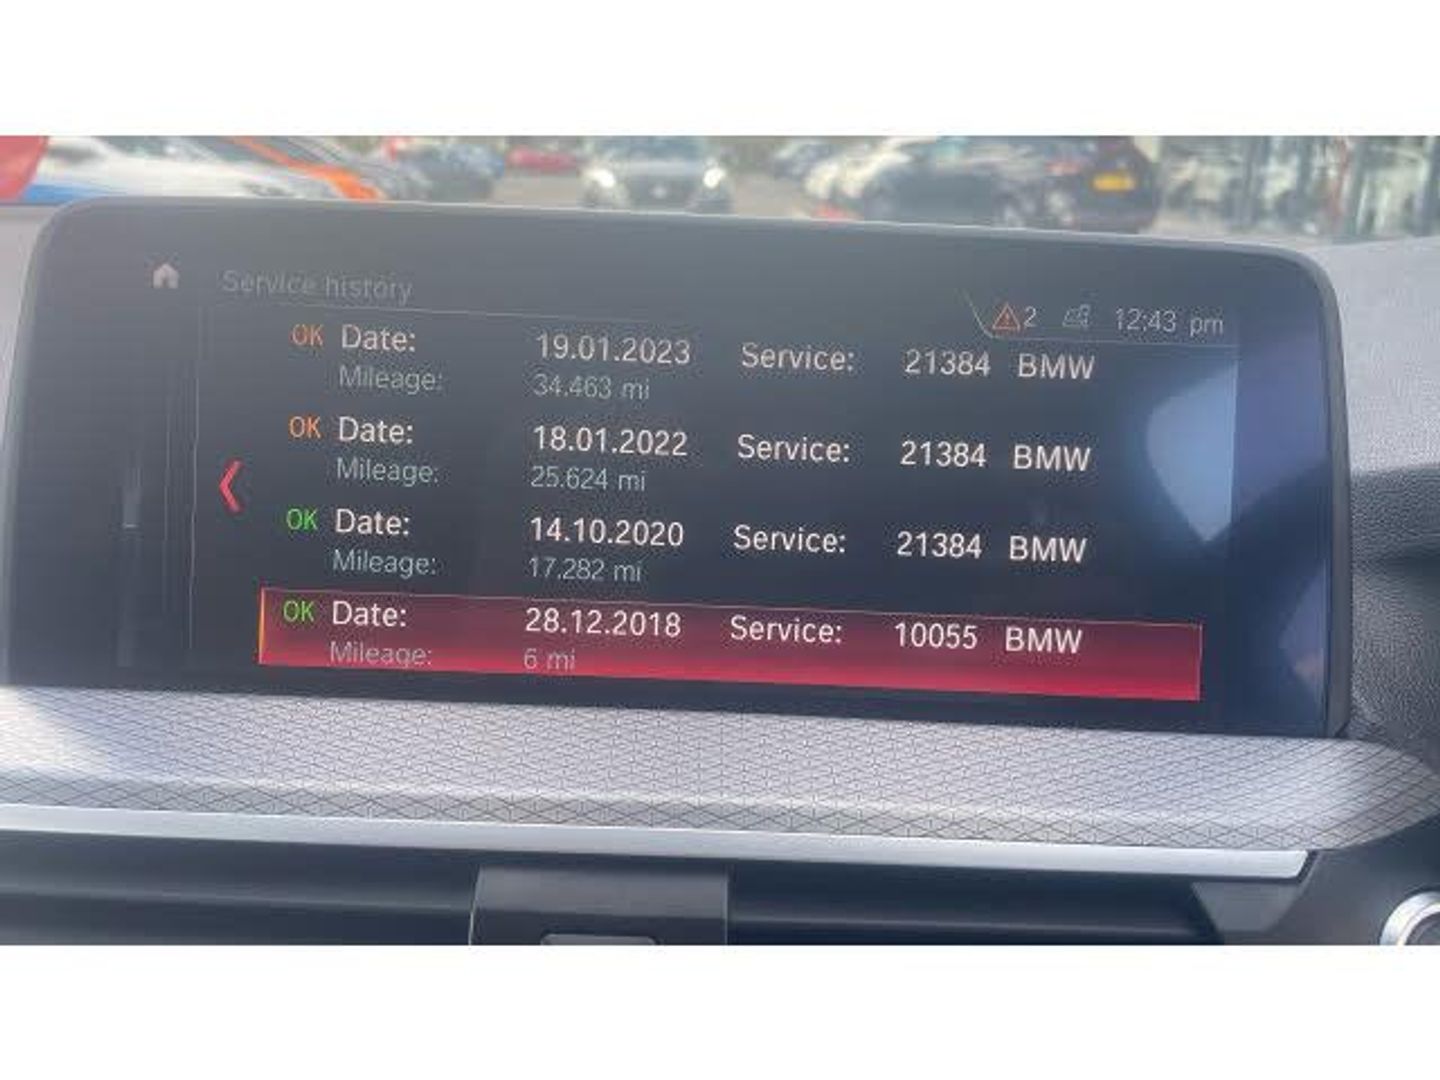 Service history
2 12:43 pm
OK Date: 19.01.2023 Service: 21384 BMW
Mileage: 34.463 mi
OK Date: 18.01.2022 Service: 21384 BMW
Mileage: 25.624 mi
OK Date: 14.10.2020 Service: 21384 BMW
Mileage: 17.282 mi
OK Date: 28.12.2018 Service: 10055 BMW
Mileage: 6 mi